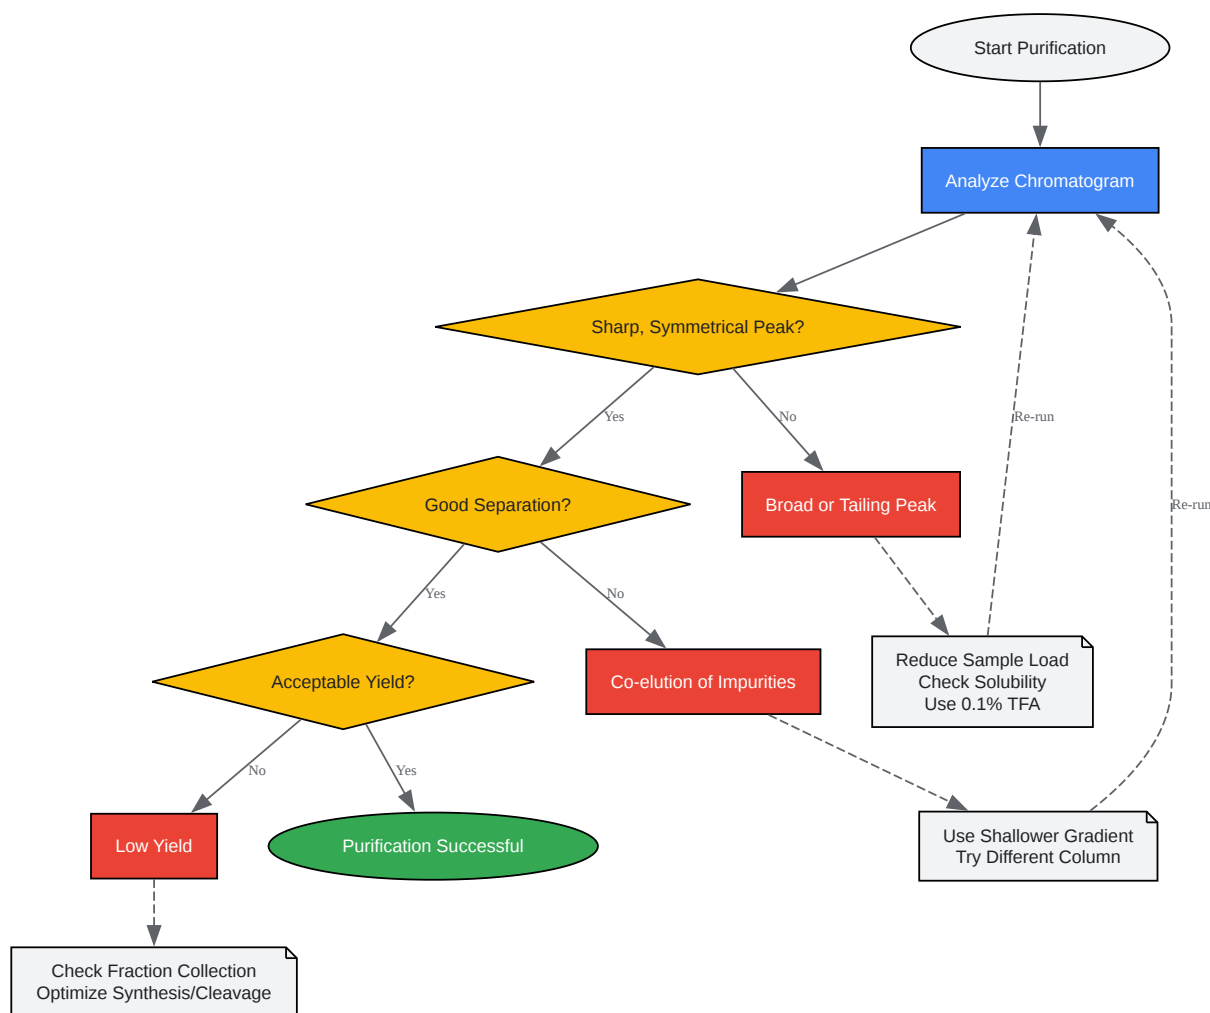 Start Purification
Analyze Chromatogram
Sharp, Symmetrical Peak?
Yes
No
Re-run
Good Separation?
Broad or Tailing Peak
Re-run
Yes
No
Reduce Sample Load
Check Solubility
Use 0.1% TFA
Acceptable Yield?
Co-elution of Impurities
No
Yes
Use Shallower Gradient
Try Different Column
Low Yield
Purification Successful
Check Fraction Collection
Optimize Synthesis/Cleavage